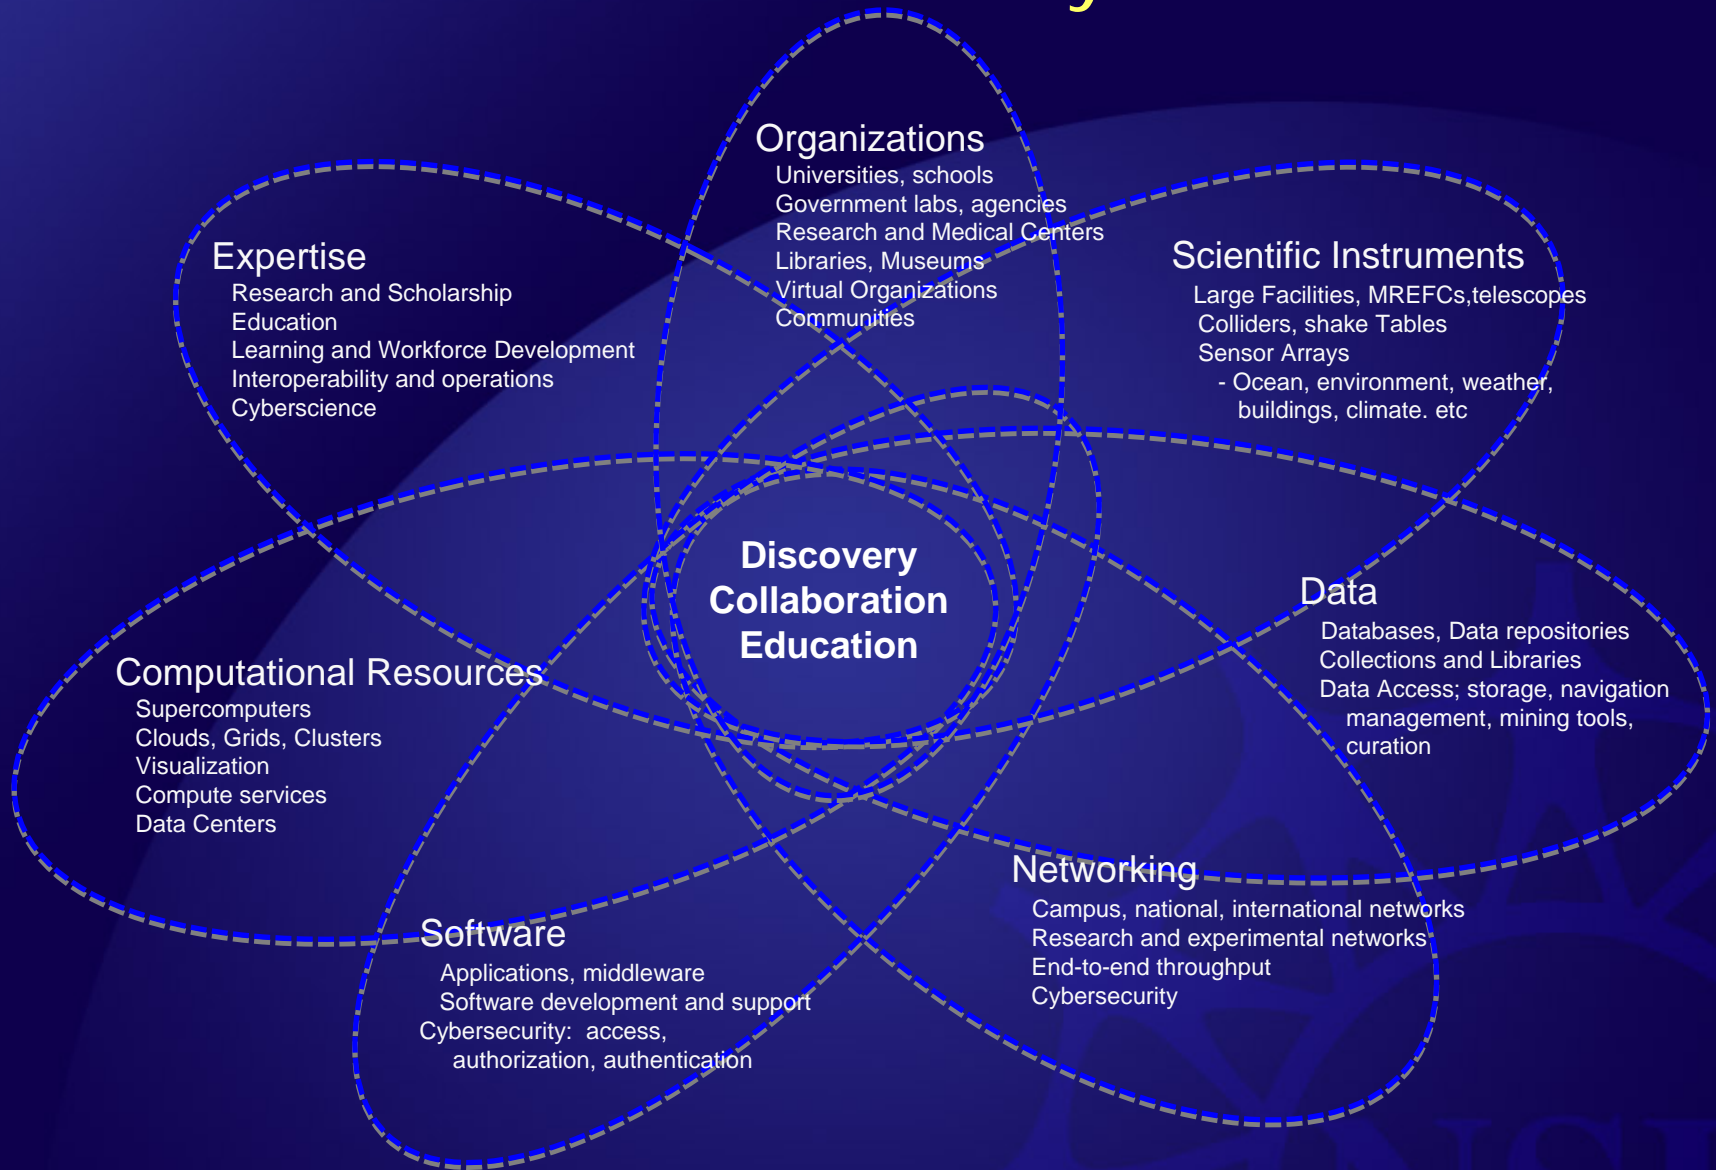 Organizations
Universities, schools
Government labs, agencies
Research and Medical Centers
Libraries, Museums
Virtual Organizations
Communities
Expertise
Research and Scholarship
Education
Learning and Workforce Development
Interoperability and operations
Cyberscience
Scientific Instruments
Large Facilities, MREFCs,telescopes
Colliders, shake Tables
Sensor Arrays
- Ocean, environment, weather,
buildings, climate. etc
Discovery
Collaboration
Education
Data
Databases, Data repositories
Collections and Libraries
Data Access; storage, navigation
management, mining tools,
curation
Computational Resources
Supercomputers
Clouds, Grids, Clusters
Visualization
Compute services
Data Centers
Networking
Campus, national, international networks
Research and experimental networks
End-to-end throughput
Cybersecurity
Software
Applications, middleware
Software development and support
Cybersecurity:  access,
authorization, authentication